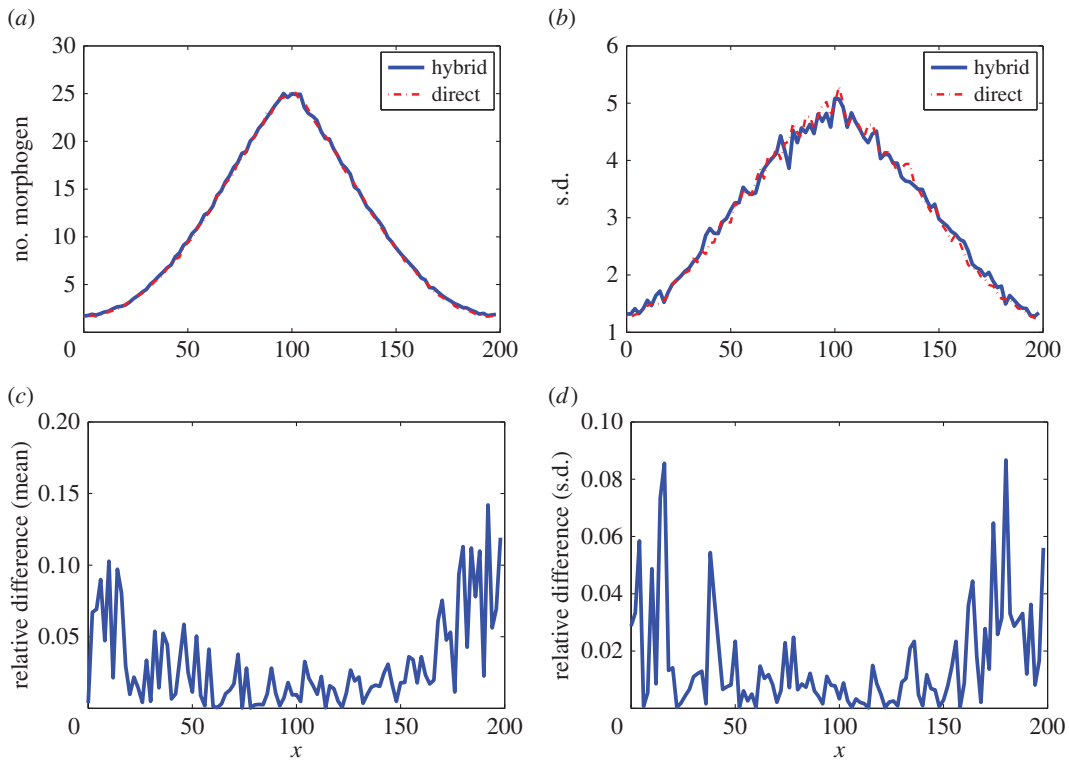 (a)
30
25
20
15
10
5
0
50
100
150
200
no. morphogen
hybrid
direct
(b)
6
5
4
3
2
1
0
50
100
150
200
s.d.
hybrid
direct
(c)
0.20
0.15
0.10
0.05
0
50
100
150
200
relative difference (mean)
x
(d)
0.10
0.08
0.06
0.04
0.02
0
50
100
150
200
relative difference (s.d.)
x